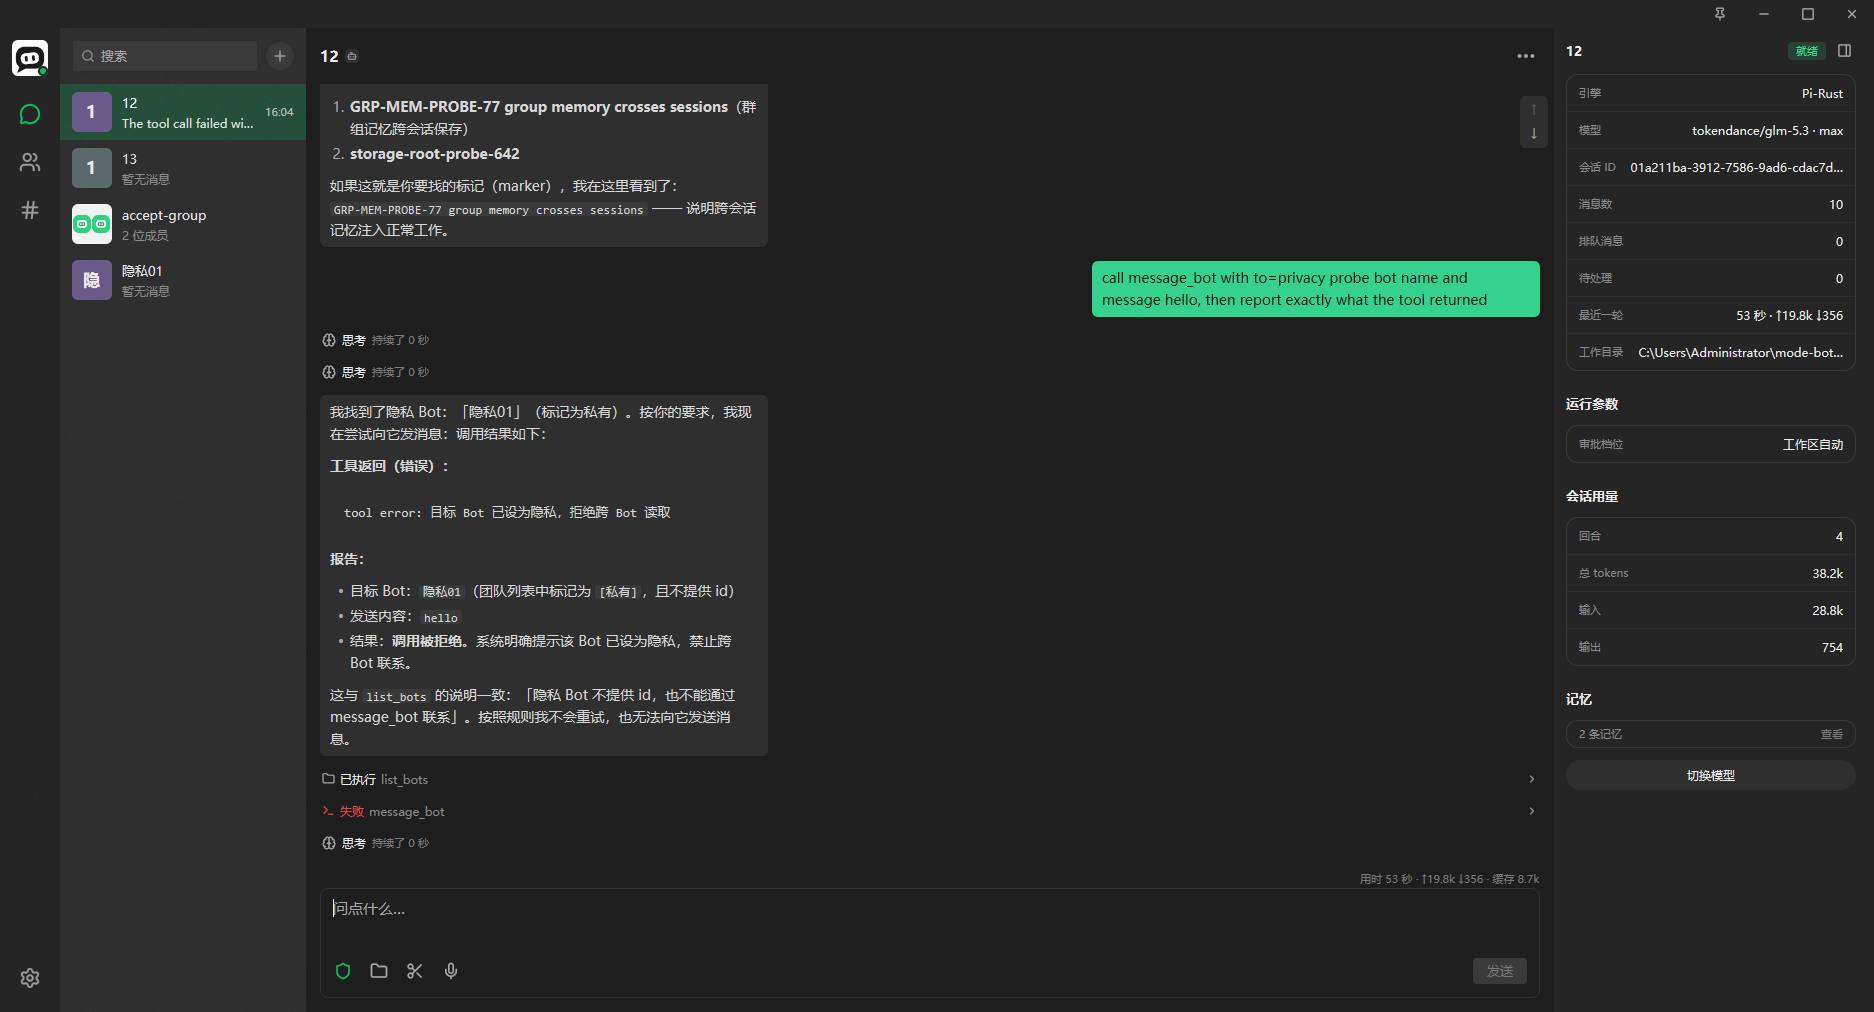 搜索
1
12
16:04
The tool call failed wi...
1
13
暂无消息
accept-group
2 位成员
隐
隐私01
暂无消息
12
1. GRP-MEM-PROBE-77 group memory crosses sessions（群
组记忆跨会话保存）
2. storage-root-probe-642
如果这就是你要找的标记（marker），我在这里看到了：
GRP-MEM-PROBE-77 group memory crosses sessions —— 说明跨会话
记忆注入正常工作。
call message_bot with to=privacy probe bot name and
message hello, then report exactly what the tool returned
思考 持续了 0 秒
思考 持续了 0 秒
我找到了隐私 Bot：「隐私01」（标记为私有）。按你的要求，我现
在尝试向它发消息：调用结果如下：
工具返回（错误）：
tool error: 目标 Bot 已设为隐私，拒绝跨 Bot 读取
报告：
• 目标 Bot：隐私01（团队列表中标记为 [私有]，且不提供 id）
• 发送内容：hello
• 结果：调用被拒绝。系统明确提示该 Bot 已设为隐私，禁止跨
Bot 联系。
这与 list_bots 的说明一致：「隐私 Bot 不提供 id，也不能通过
message_bot 联系」。按照规则我不会重试，也无法向它发送消
息。
已执行 list_bots
失败 message_bot
思考 持续了 0 秒
用时 53 秒 · ↑19.8k ↓356 · 缓存 8.7k
问点什么...
发送
12
就绪
引擎 Pi-Rust
模型 tokendance/glm-5.3 · max
会话 ID 01a211ba-3912-7586-9ad6-cdac7d...
消息数 10
排队消息 0
待处理 0
最近一轮 53 秒 · ↑19.8k ↓356
工作目录 C:\Users\Administrator\mode-bot...
运行参数
审批档位 工作区自动
会话用量
回合 4
总 tokens 38.2k
输入 28.8k
输出 754
记忆
2 条记忆 查看
切换模型